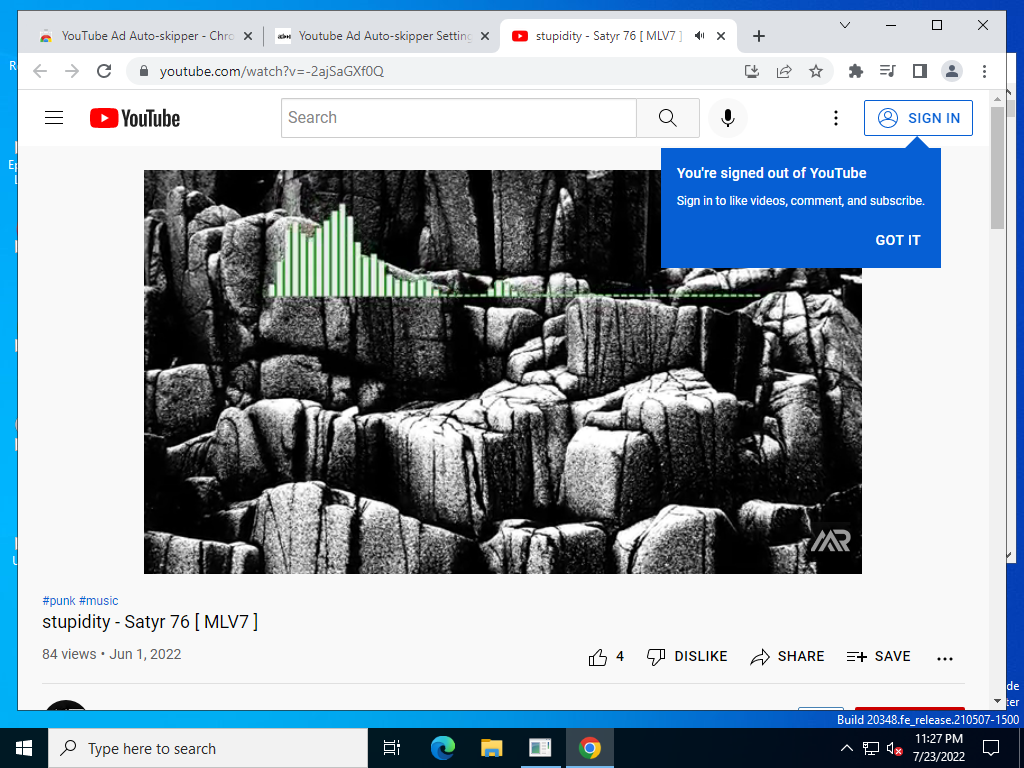 YouTube Ad Auto-skipper - Chro
Youtube Ad Auto-skipper Setting
stupidity - Satyr 76 [ MLV7 ]
youtube.com/watch?v=-2ajSaGXf0Q
YouTube
Search
SIGN IN
You're signed out of YouTube
Sign in to like videos, comment, and subscribe.
GOT IT
#punk #music
stupidity - Satyr 76 [ MLV7 ]
84 views • Jun 1, 2022
4
DISLIKE
SHARE
SAVE
Build 20348.fe_release.210507-1500
Type here to search
11:27 PM
7/23/2022